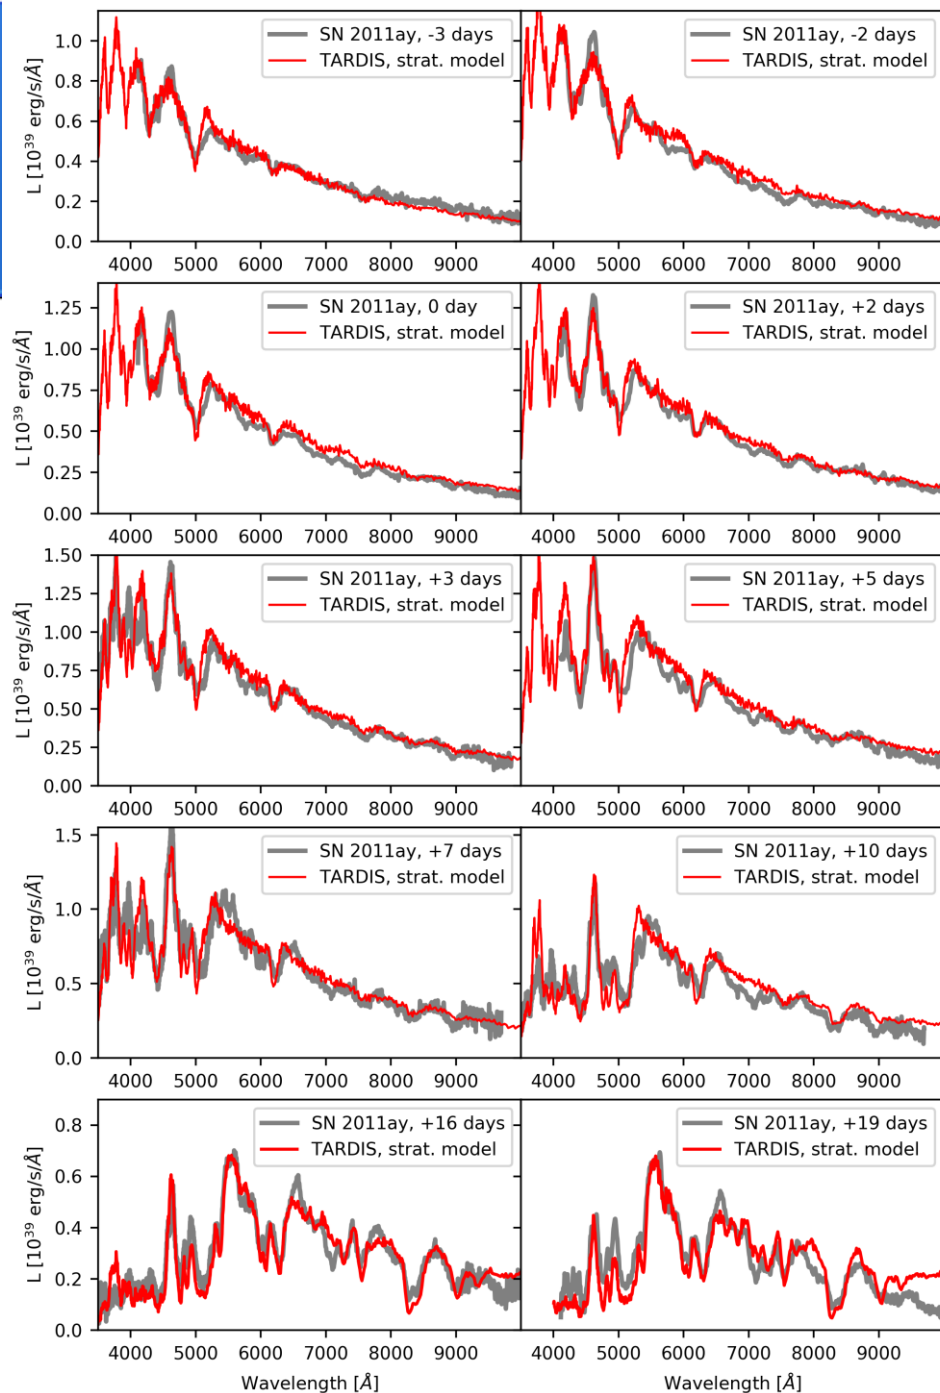 SN 2011ay, -3 days
TARDIS, strat. model
SN 2011ay, -2 days
TARDIS, strat. model
L [10³⁹ erg/s/Å]
1.0
0.8
0.6
0.4
0.2
0.0
4000 5000 6000 7000 8000 9000
4000 5000 6000 7000 8000 9000
SN 2011ay, 0 day
TARDIS, strat. model
SN 2011ay, +2 days
TARDIS, strat. model
L [10³⁹ erg/s/Å]
1.25
1.00
0.75
0.50
0.25
0.00
4000 5000 6000 7000 8000 9000
4000 5000 6000 7000 8000 9000
SN 2011ay, +3 days
TARDIS, strat. model
SN 2011ay, +5 days
TARDIS, strat. model
L [10³⁹ erg/s/Å]
1.50
1.25
1.00
0.75
0.50
0.25
0.00
4000 5000 6000 7000 8000 9000
4000 5000 6000 7000 8000 9000
SN 2011ay, +7 days
TARDIS, strat. model
SN 2011ay, +10 days
TARDIS, strat. model
L [10³⁹ erg/s/Å]
1.5
1.0
0.5
0.0
4000 5000 6000 7000 8000 9000
4000 5000 6000 7000 8000 9000
SN 2011ay, +16 days
TARDIS, strat. model
SN 2011ay, +19 days
TARDIS, strat. model
L [10³⁹ erg/s/Å]
0.8
0.6
0.4
0.2
0.0
4000 5000 6000 7000 8000 9000
4000 5000 6000 7000 8000 9000
Wavelength [Å]
Wavelength [Å]